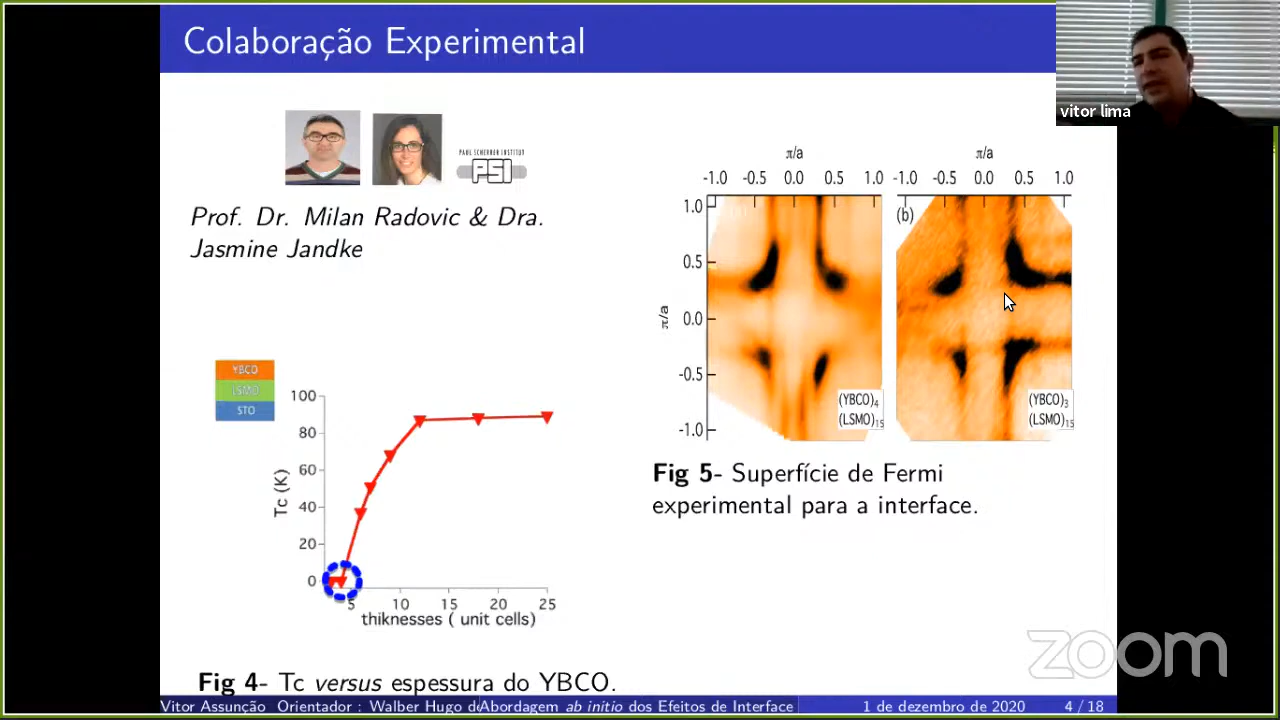 Colaboração Experimental
vitor lima
PAUL SCHERRER INSTITUT
PSI
Prof. Dr. Milan Radovic & Dra.
Jasmine Jandke
YBCO
LSMO
STO
100
80
60
40
20
0
Tc (K)
5 10 15 20 25
thiknesses ( unit cells)
Fig 4- Tc versus espessura do YBCO.
π/a π/a
-1.0 -0.5 0.0 0.5 1.0 -1.0 -0.5 0.0 0.5 1.0
1.0
0.5
0.0
-0.5
-1.0
π/a
(b)
(YBCO)₄
(LSMO)₁₅
(YBCO)₃
(LSMO)₁₅
Fig 5- Superfície de Fermi
experimental para a interface.
zoom
Vitor Assunção Orientador : Walber Hugo de Abordagem ab initio dos Efeitos de Interface 1 de dezembro de 2020 4 / 18